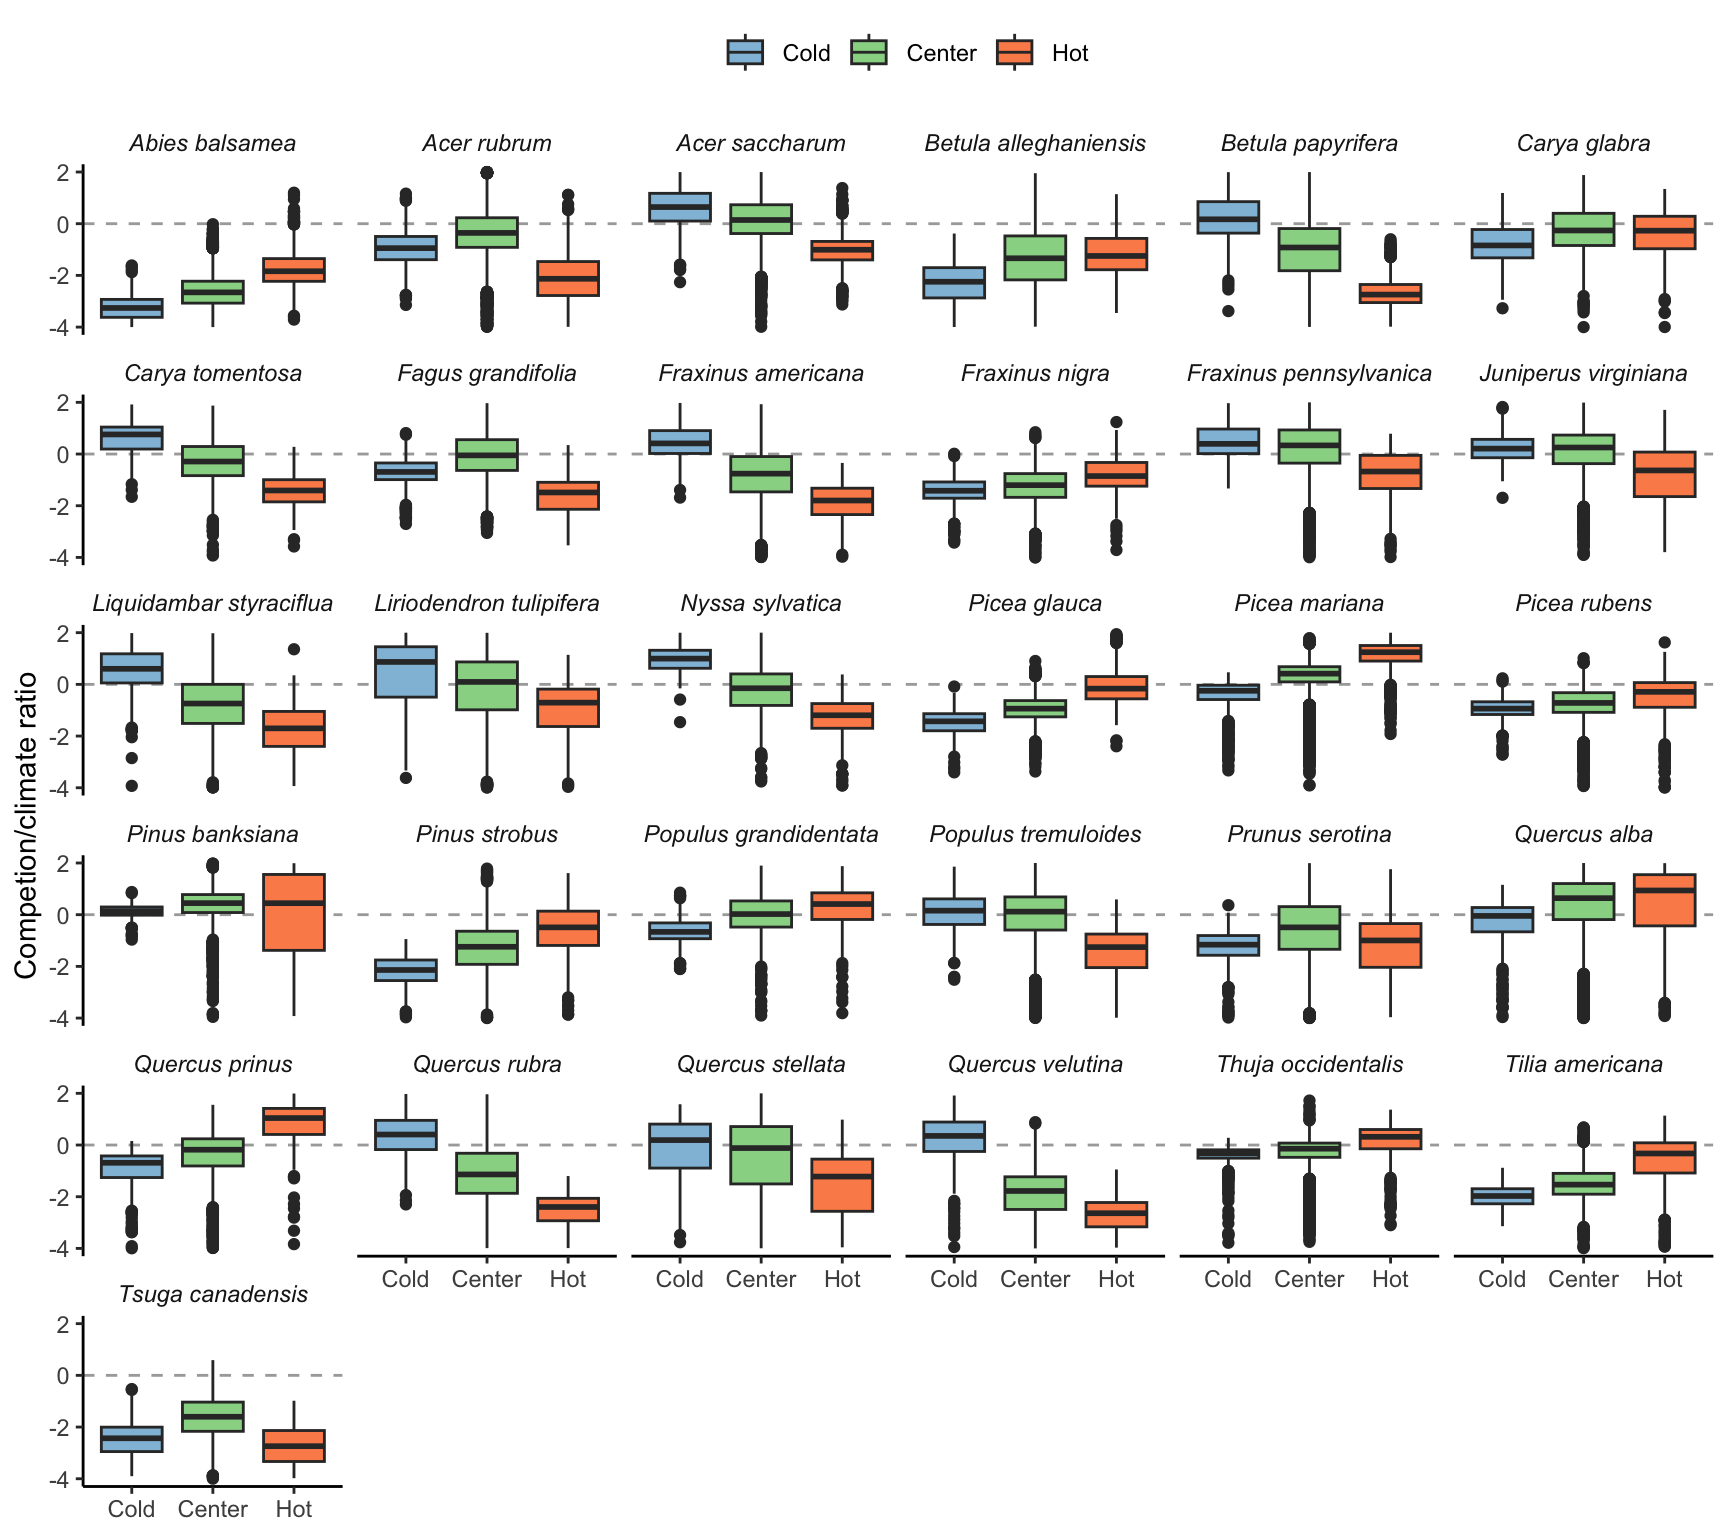 Cold Center Hot
Abies balsamea Acer rubrum Acer saccharum Betula alleghaniensis Betula papyrifera Carya glabra
2
0
-2
-4
Carya tomentosa Fagus grandifolia Fraxinus americana Fraxinus nigra Fraxinus pennsylvanica Juniperus virginiana
2
0
-2
-4
Liquidambar styraciflua Liriodendron tulipifera Nyssa sylvatica Picea glauca Picea mariana Picea rubens
2
0
-2
-4
Competion/climate ratio
Pinus banksiana Pinus strobus Populus grandidentata Populus tremuloides Prunus serotina Quercus alba
2
0
-2
-4
Quercus prinus Quercus rubra Quercus stellata Quercus velutina Thuja occidentalis Tilia americana
2
0
-2
-4
Cold Center Hot Cold Center Hot Cold Center Hot Cold Center Hot Cold Center Hot
Tsuga canadensis
2
0
-2
-4
Cold Center Hot